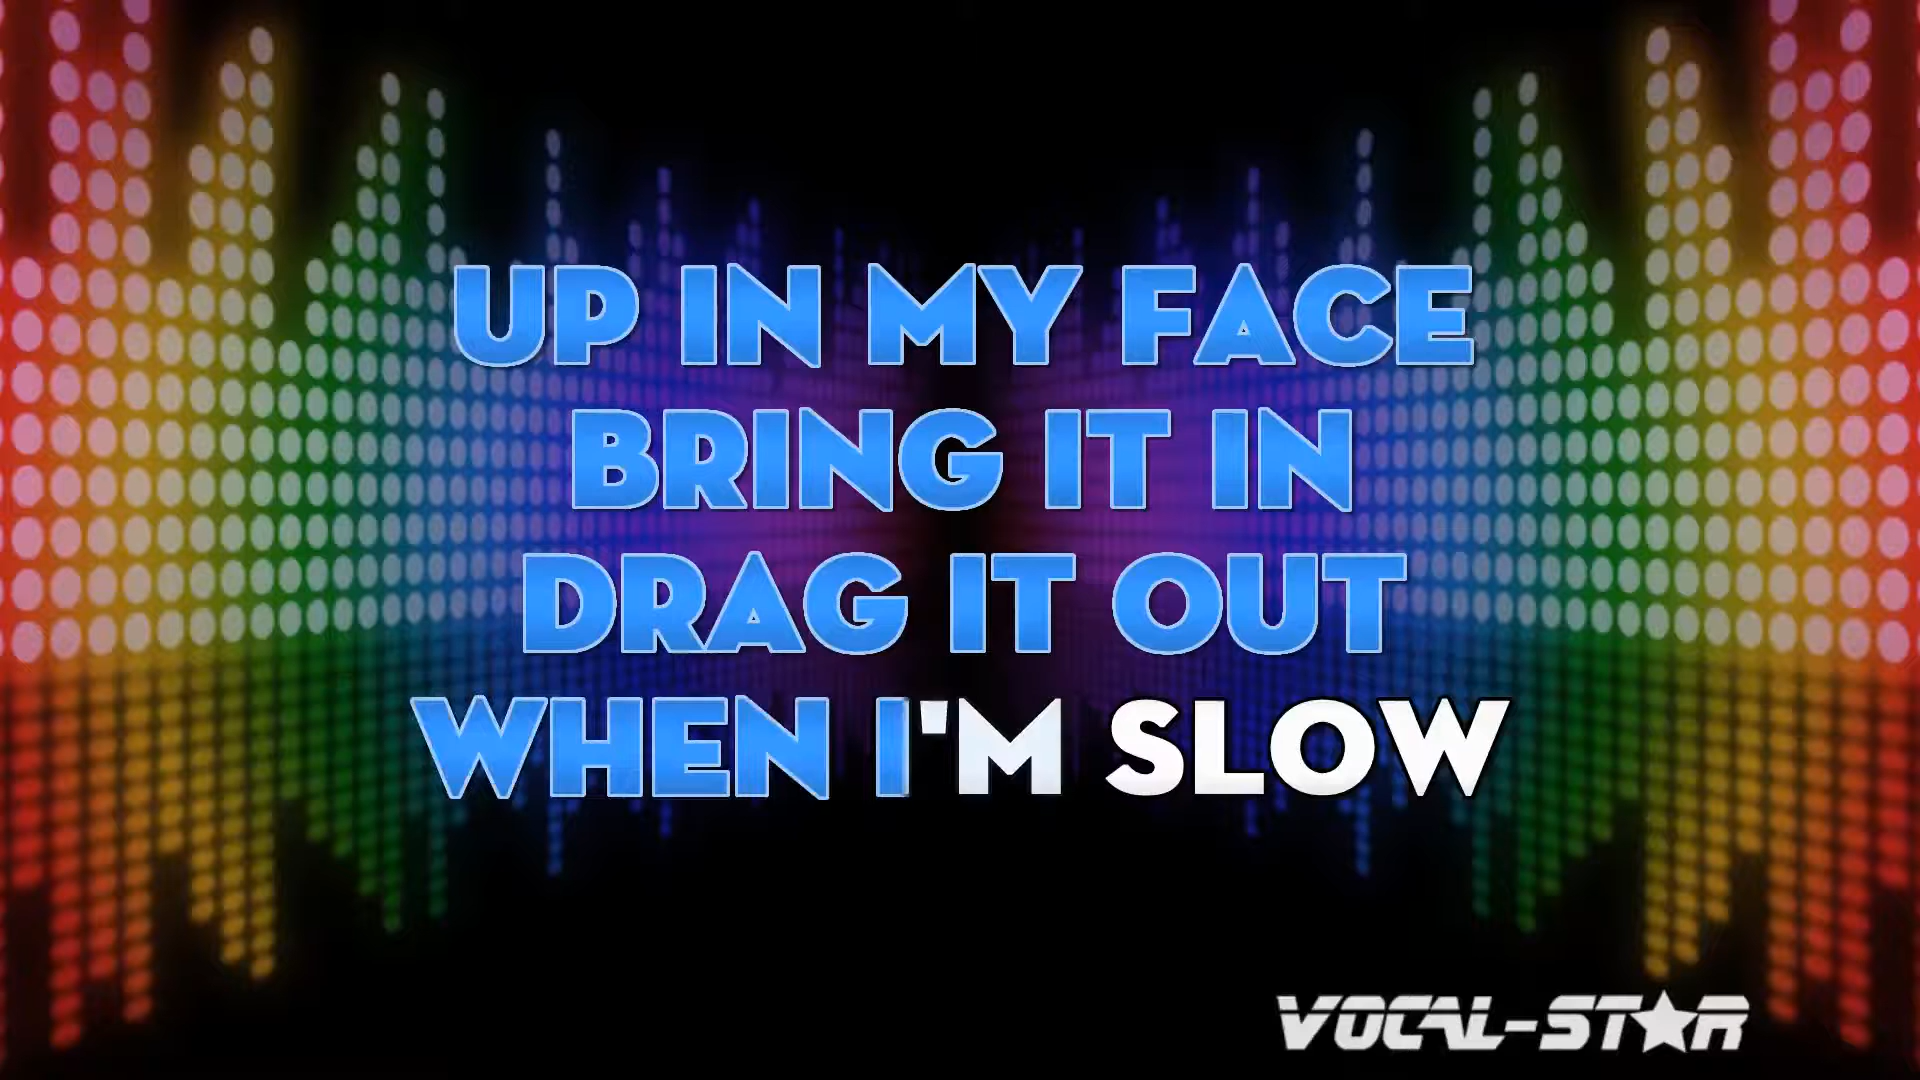 UP IN MY FACE
BRING IT IN
DRAG IT OUT
WHEN I'M SLOW
VOCAL-STAR